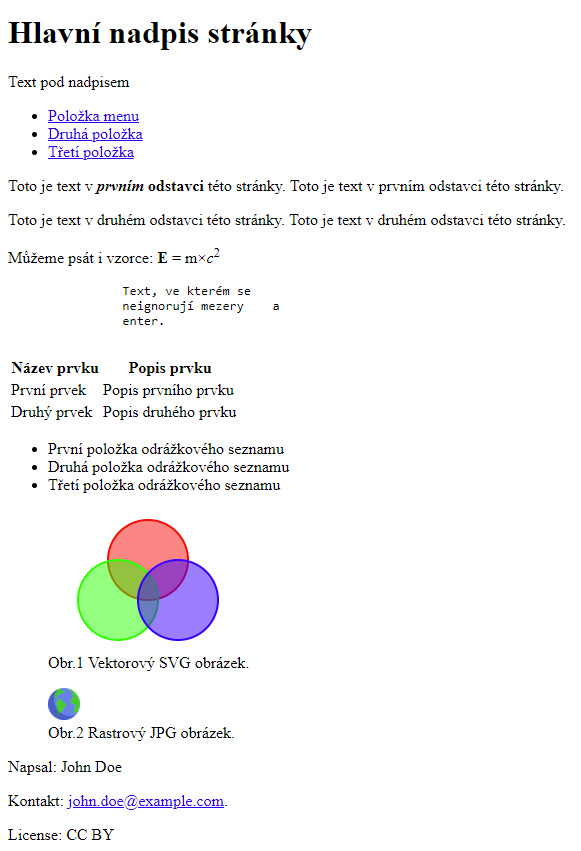 Hlavní nadpis stránky
Text pod nadpisem
Položka menu
Druhá položka
Třetí položka
Toto je text v prvním odstavci této stránky. Toto je text v prvním odstavci této stránky.
Toto je text v druhém odstavci této stránky. Toto je text v druhém odstavci této stránky.
Můžeme psát i vzorce: E = m×c²
Text, ve kterém se
neignorují mezery    a
enter.
Název prvku Popis prvku
První prvek Popis prvního prvku
Druhý prvek Popis druhého prvku
První položka odrážkového seznamu
Druhá položka odrážkového seznamu
Třetí položka odrážkového seznamu
Obr.1 Vektorový SVG obrázek.
Obr.2 Rastrový JPG obrázek.
Napsal: John Doe
Kontakt: john.doe@example.com.
License: CC BY